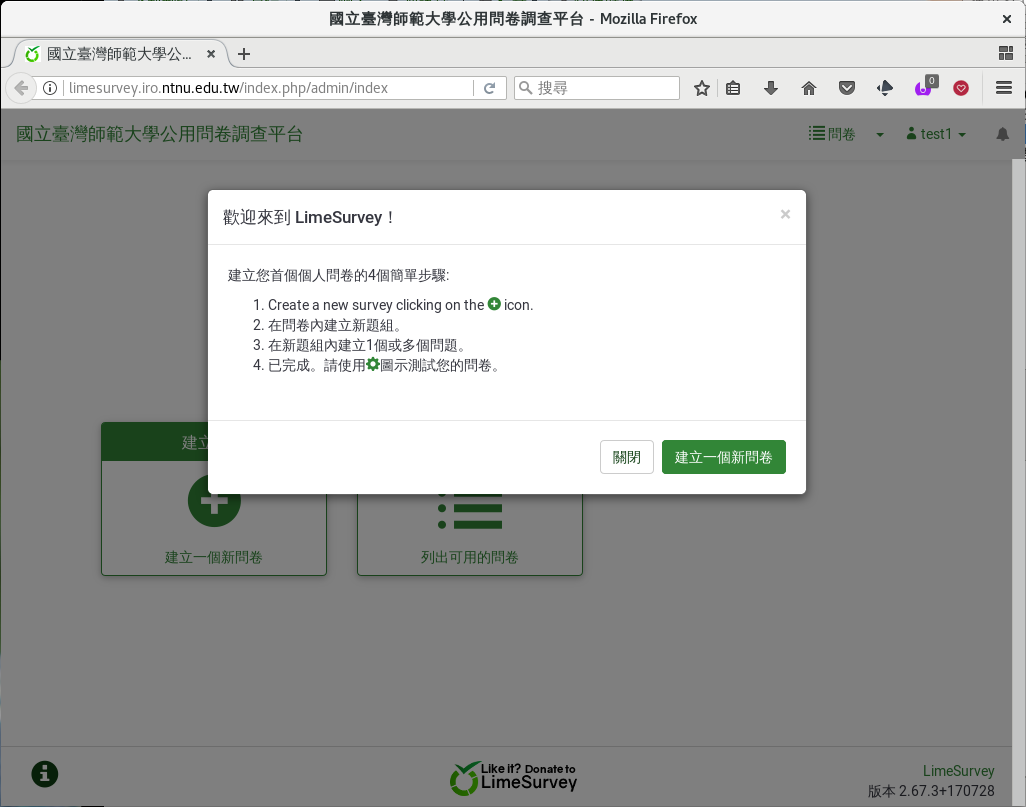 國立臺灣師範大學公用問卷調查平台 - Mozilla Firefox
國立臺灣師範大學公...
limesurvey.iro.ntnu.edu.tw/index.php/admin/index
搜尋
0
國立臺灣師範大學公用問卷調查平台
問卷
test1
歡迎來到 LimeSurvey！
×
建立您首個個人問卷的4個簡單步驟:
1. Create a new survey clicking on the icon.
2. 在問卷內建立新題組。
3. 在新題組內建立1個或多個問題。
4. 已完成。請使用圖示測試您的問卷。
關閉
建立一個新問卷
建立
建立一個新問卷
列出可用的問卷
Like it? Donate to
LimeSurvey
LimeSurvey
版本 2.67.3+170728